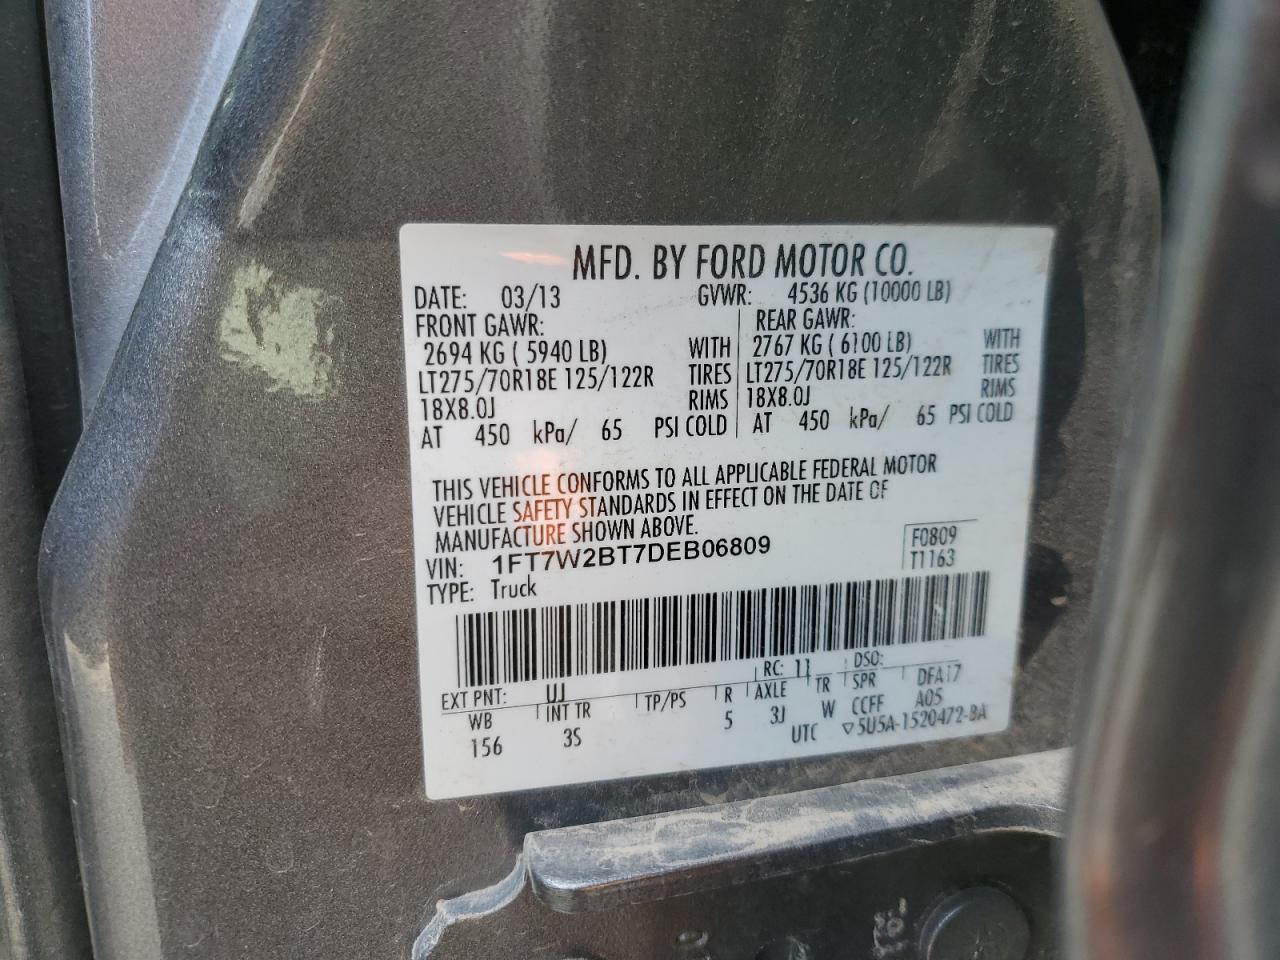 MFD. BY FORD MOTOR CO.
DATE: 03/13 GVWR: 4536 KG (10000 LB)
FRONT GAWR: REAR GAWR:
2694 KG ( 5940 LB) WITH 2767 KG ( 6100 LB) WITH
LT275/70R18E 125/122R TIRES LT275/70R18E 125/122R TIRES
18X8.0J RIMS 18X8.0J RIMS
AT 450 kPa/ 65 PSI COLD AT 450 kPa/ 65 PSI COLD
THIS VEHICLE CONFORMS TO ALL APPLICABLE FEDERAL MOTOR
VEHICLE SAFETY STANDARDS IN EFFECT ON THE DATE OF
MANUFACTURE SHOWN ABOVE.
VIN: 1FT7W2BT7DEB06809 F0809
TYPE: Truck T1163
EXT PNT: UJ RC: 11 DSO:
WB INT TR TP/PS R AXLE TR SPR DFA17
156 3S 5 3J W CCFF A05
UTC ▽5U5A-1520472-BA